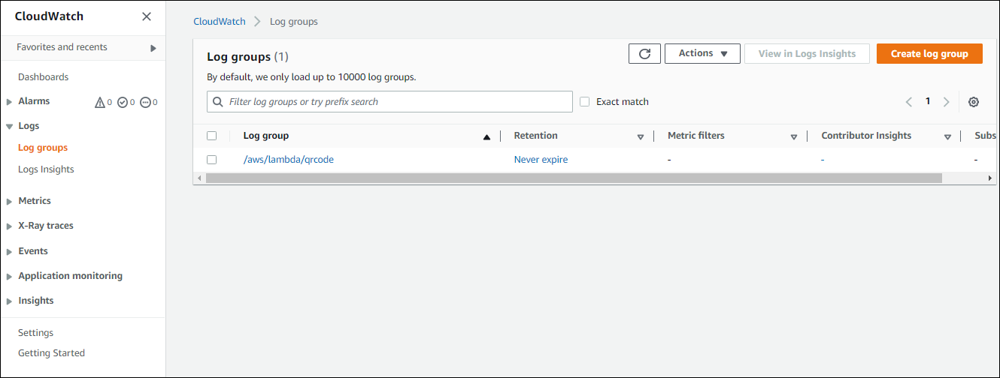 CloudWatch
Favorites and recents
Dashboards
Alarms 0 0 0
Logs
Log groups
Logs Insights
Metrics
X-Ray traces
Events
Application monitoring
Insights
Settings
Getting Started
CloudWatch Log groups
Log groups (1) Actions View in Logs Insights Create log group
By default, we only load up to 10000 log groups.
Filter log groups or try prefix search Exact match 1
Log group Retention Metric filters Contributor Insights Subs
/aws/lambda/qrcode Never expire - - -